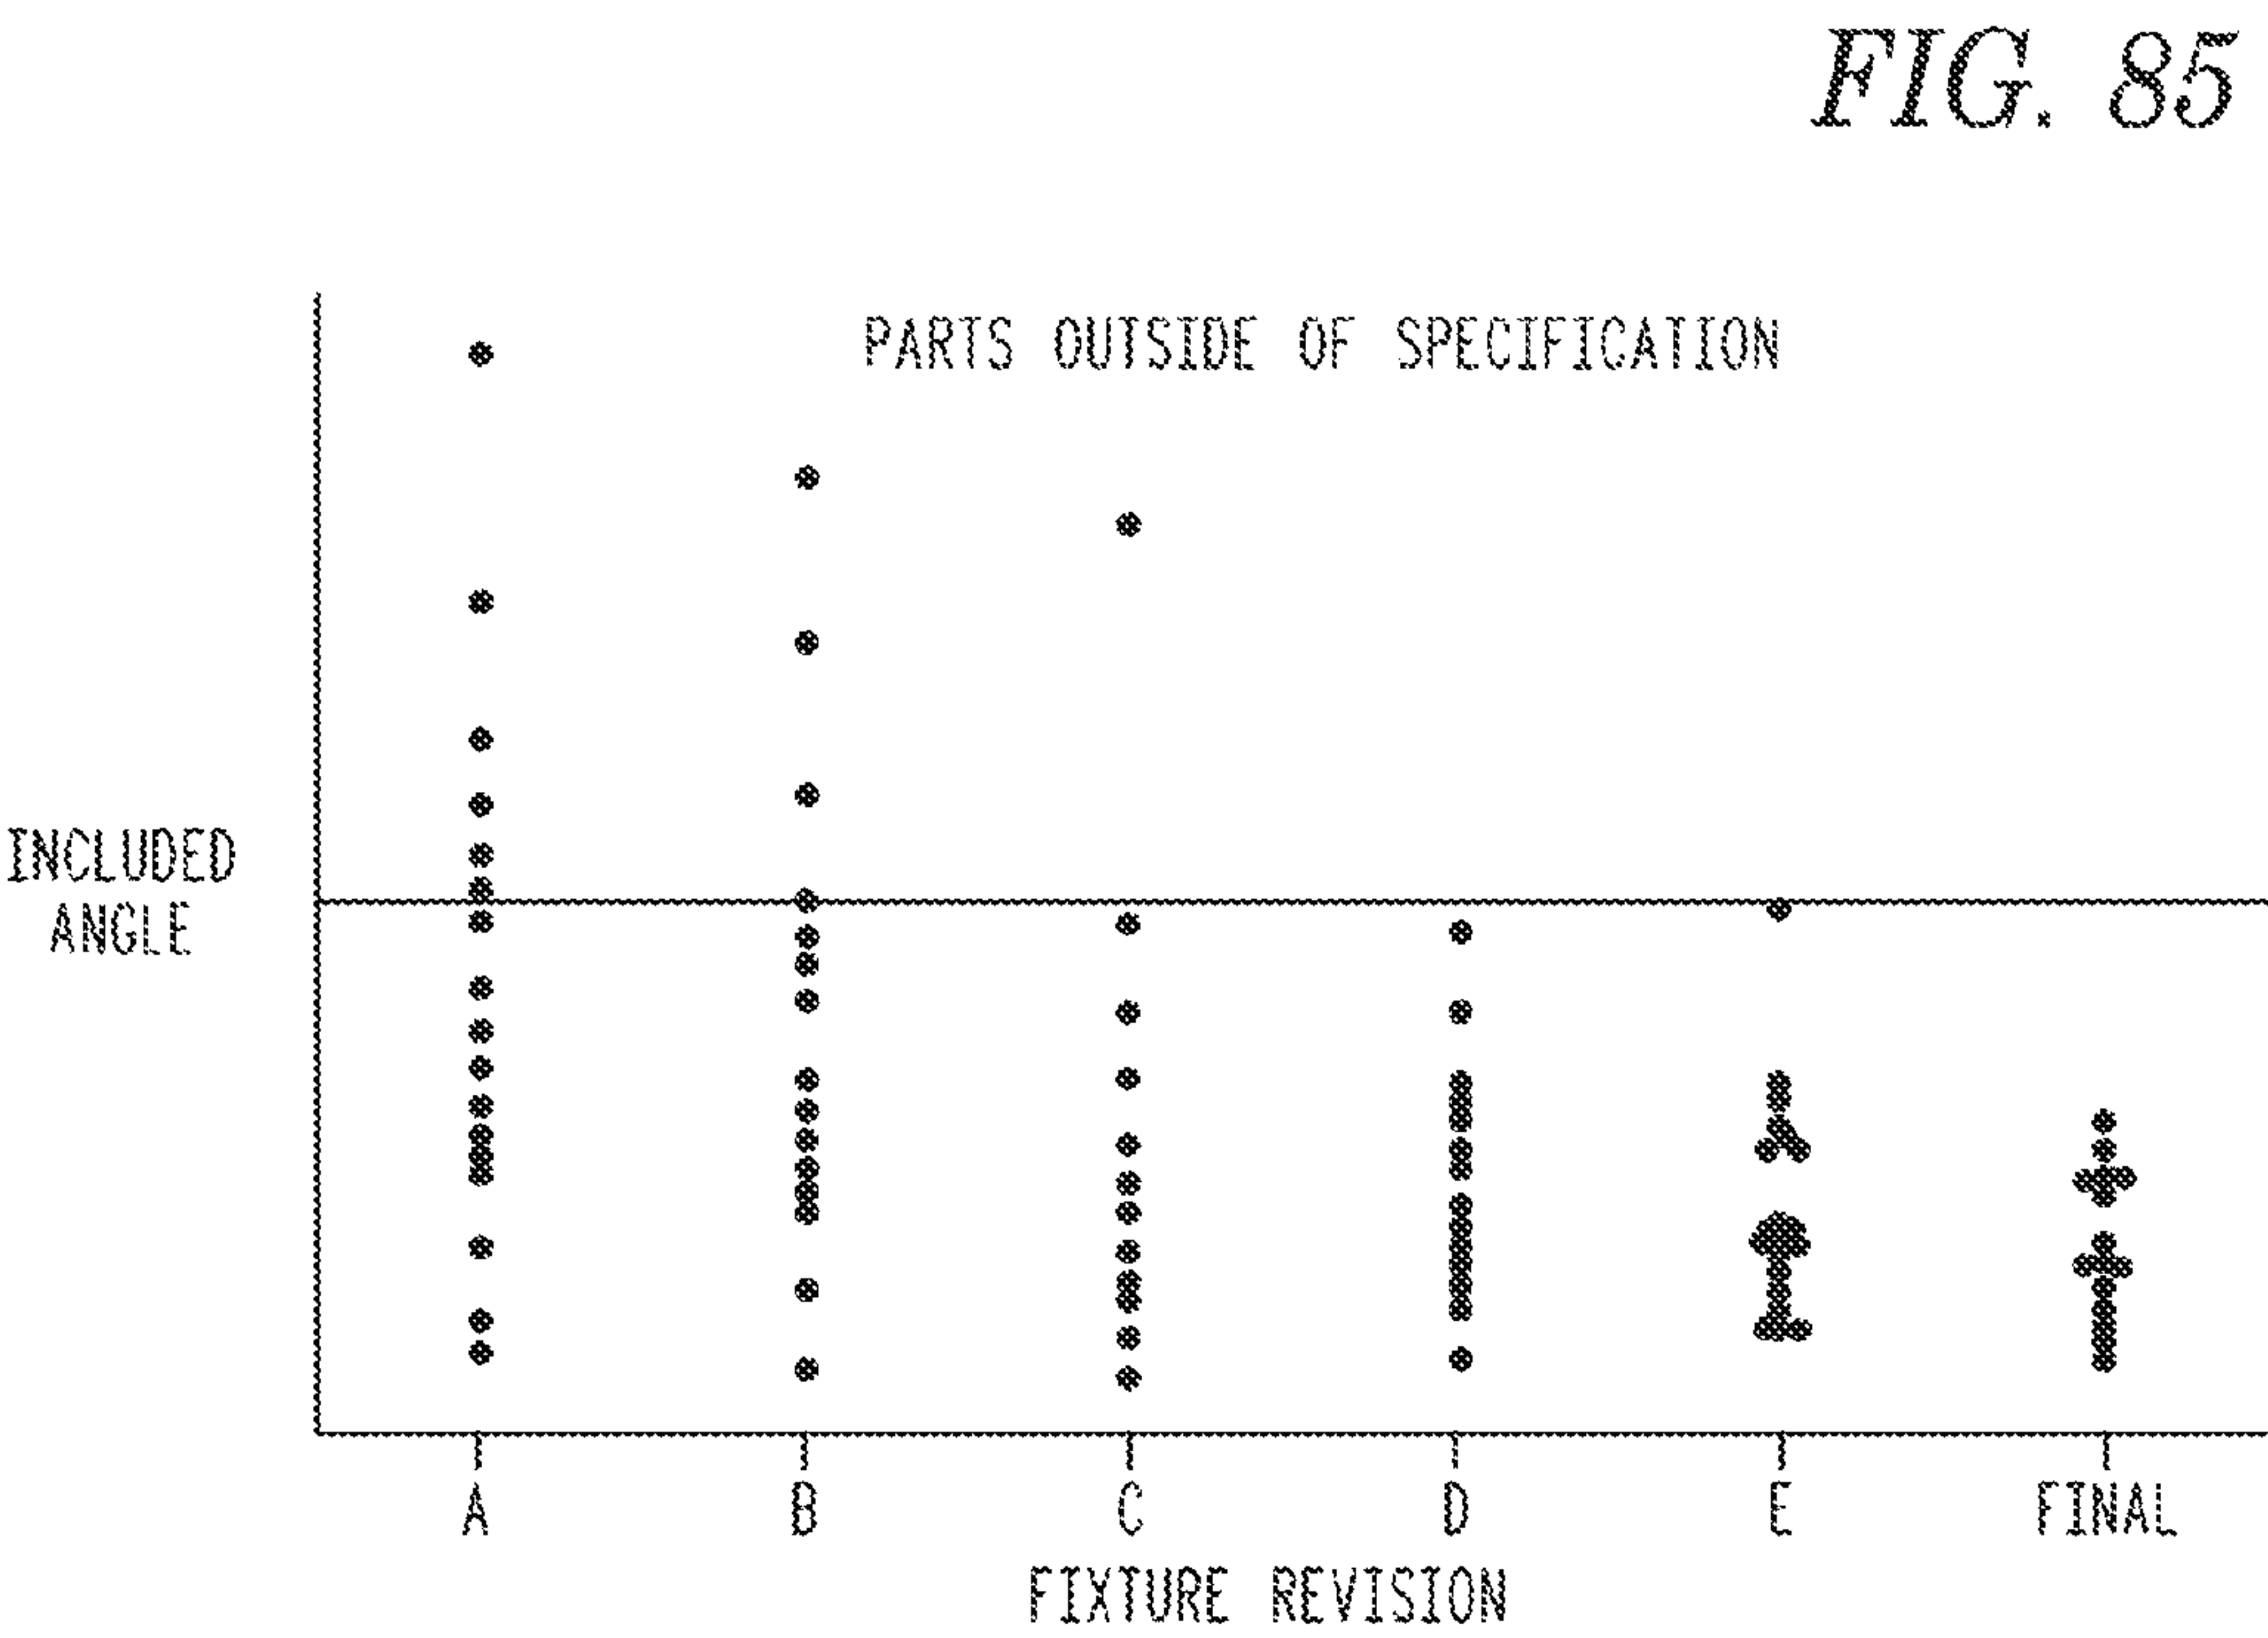 FIG. 85
PARTS OUTSIDE OF SPECIFICATION
INCLUDED
ANGLE
A B C D E FINAL
FIXTURE REVISION